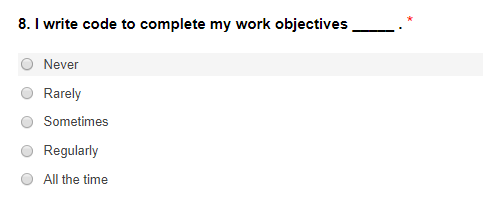 8. I write code to complete my work objectives _____ . *
Never
Rarely
Sometimes
Regularly
All the time